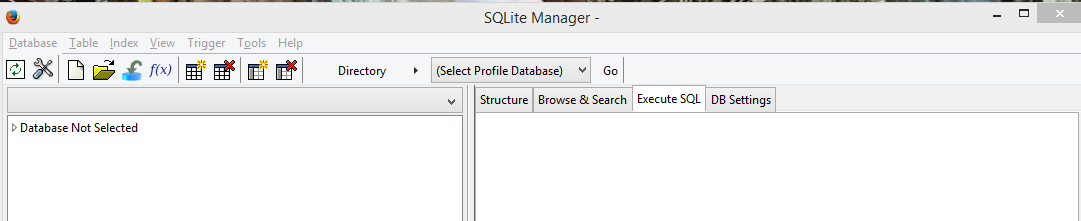 SQLite Manager -
Database Table Index View Trigger Tools Help
f(x) Directory (Select Profile Database) Go
Structure Browse & Search Execute SQL DB Settings
Database Not Selected